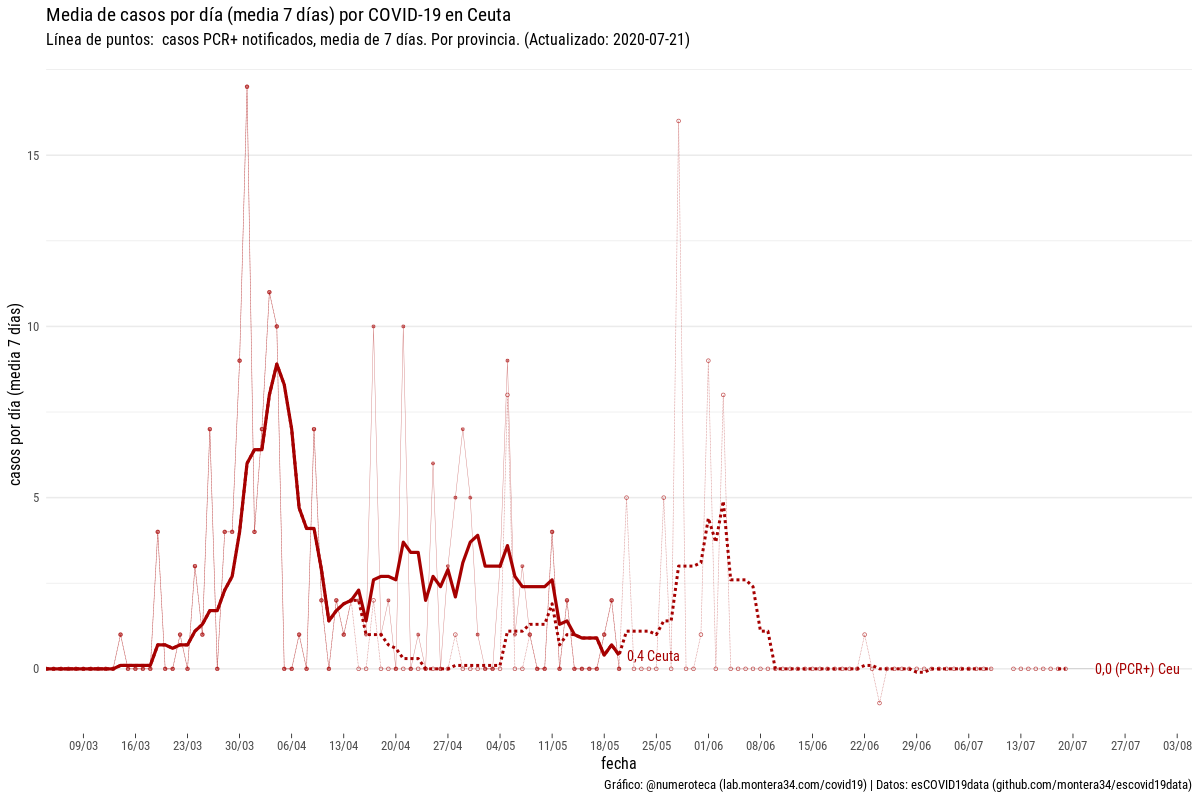 Media de casos por día (media 7 días) por COVID-19 en Ceuta
Línea de puntos:  casos PCR+ notificados, media de 7 días. Por provincia. (Actualizado: 2020-07-21)
casos por día (media 7 días)
15
10
5
0
0,4 Ceuta
0,0 (PCR+) Ceu
09/03 16/03 23/03 30/03 06/04 13/04 20/04 27/04 04/05 11/05 18/05 25/05 01/06 08/06 15/06 22/06 29/06 06/07 13/07 20/07 27/07 03/08
fecha
Gráfico: @numeroteca (lab.montera34.com/covid19) | Datos: esCOVID19data (github.com/montera34/escovid19data)